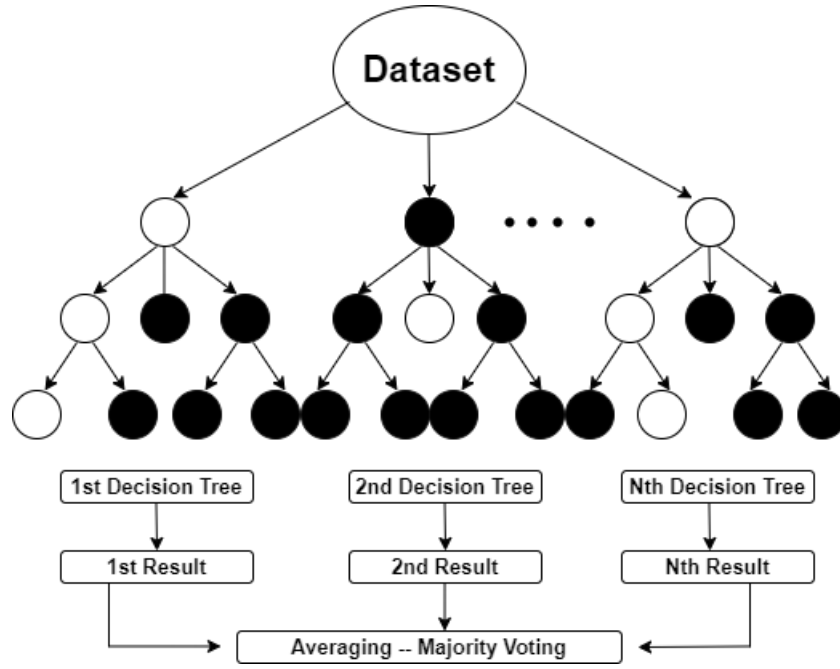 Dataset
1st Decision Tree
2nd Decision Tree
Nth Decision Tree
1st Result
2nd Result
Nth Result
Averaging -- Majority Voting